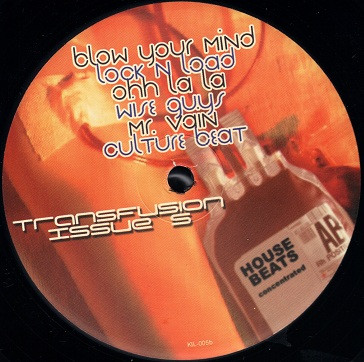 BLOW YOUR MIND
LOCK N LOAD
OHH LA LA
WISE GUYS
MR. VAIN
CULTURE BEAT
TRANSFUSION
ISSUE 5
HOUSE
BEATS
concentrated